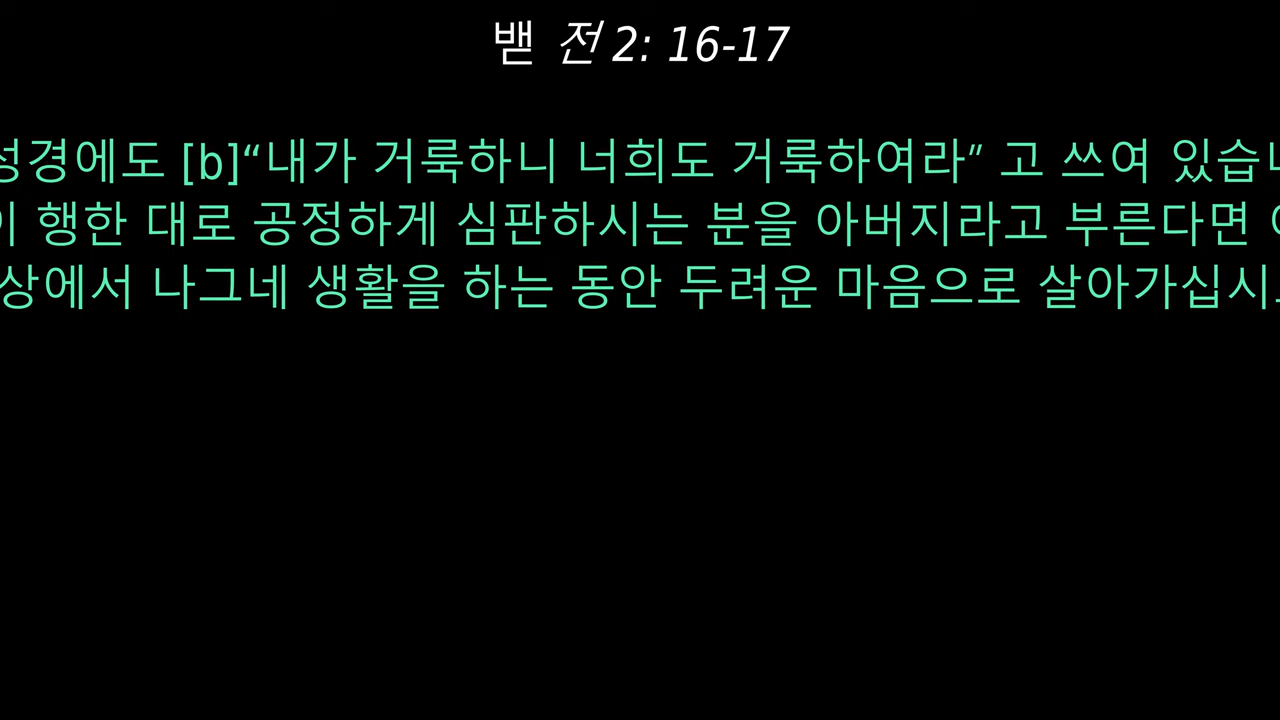 밷 전 2: 16-17
성경에도 [b]“내가 거룩하니 너희도 거룩하여라” 고 쓰여 있습니
이 행한 대로 공정하게 심판하시는 분을 아버지라고 부른다면
상에서 나그네 생활을 하는 동안 두려운 마음으로 살아가십시